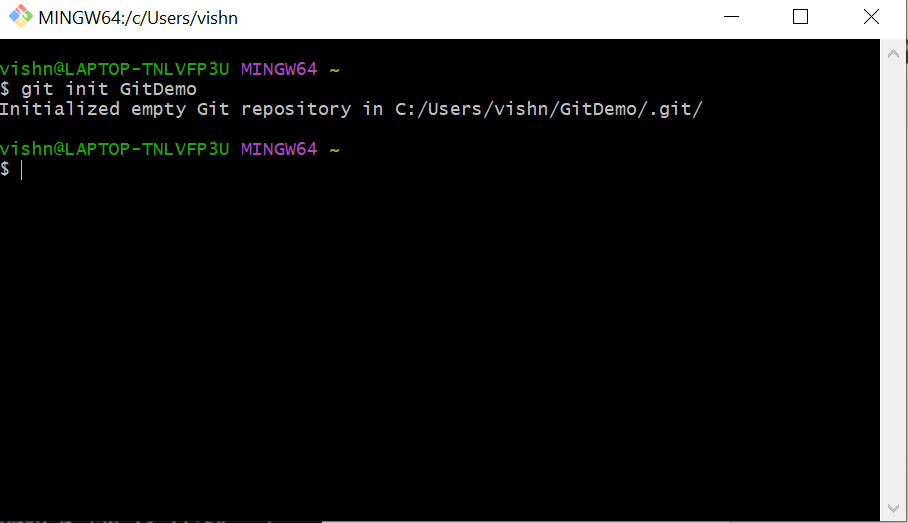 MINGW64:/c/Users/vishn
vishn@LAPTOP-TNLVFP3U MINGW64 ~
$ git init GitDemo
Initialized empty Git repository in C:/Users/vishn/GitDemo/.git/
vishn@LAPTOP-TNLVFP3U MINGW64 ~
$